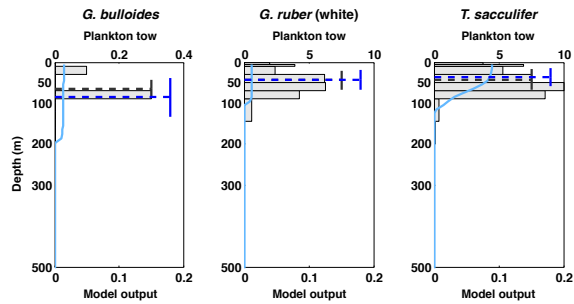 G. bulloides
G. ruber (white)
T. sacculifer
Plankton tow
Plankton tow
Plankton tow
0 0.2 0.4
0 5 10
0 5 10
0
50
100
200
300
500
Depth (m)
0
50
100
200
300
500
0
50
100
200
300
500
0 0.1 0.2
0 0.1 0.2
0 0.1 0.2
Model output
Model output
Model output